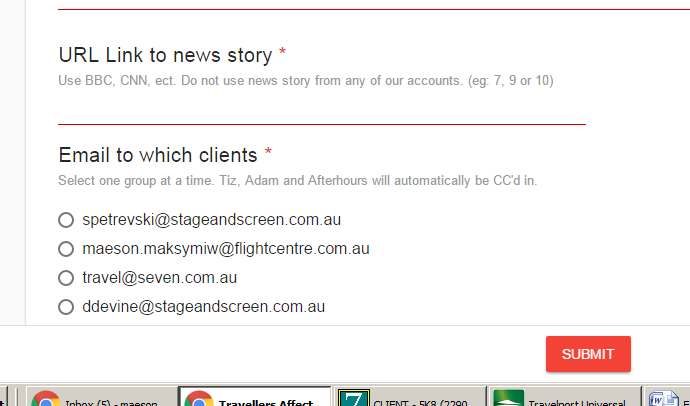 URL Link to news story *
Use BBC, CNN, ect. Do not use news story from any of our accounts. (eg: 7, 9 or 10)
Email to which clients *
Select one group at a time. Tiz, Adam and Afterhours will automatically be CC'd in.
spetrevski@stageandscreen.com.au
maeson.maksymiw@flightcentre.com.au
travel@seven.com.au
ddevine@stageandscreen.com.au
SUBMIT
Inbox (5) - maeson Travellers Affect 7 CLIENT - 5K8 (2290 Travelport Universal